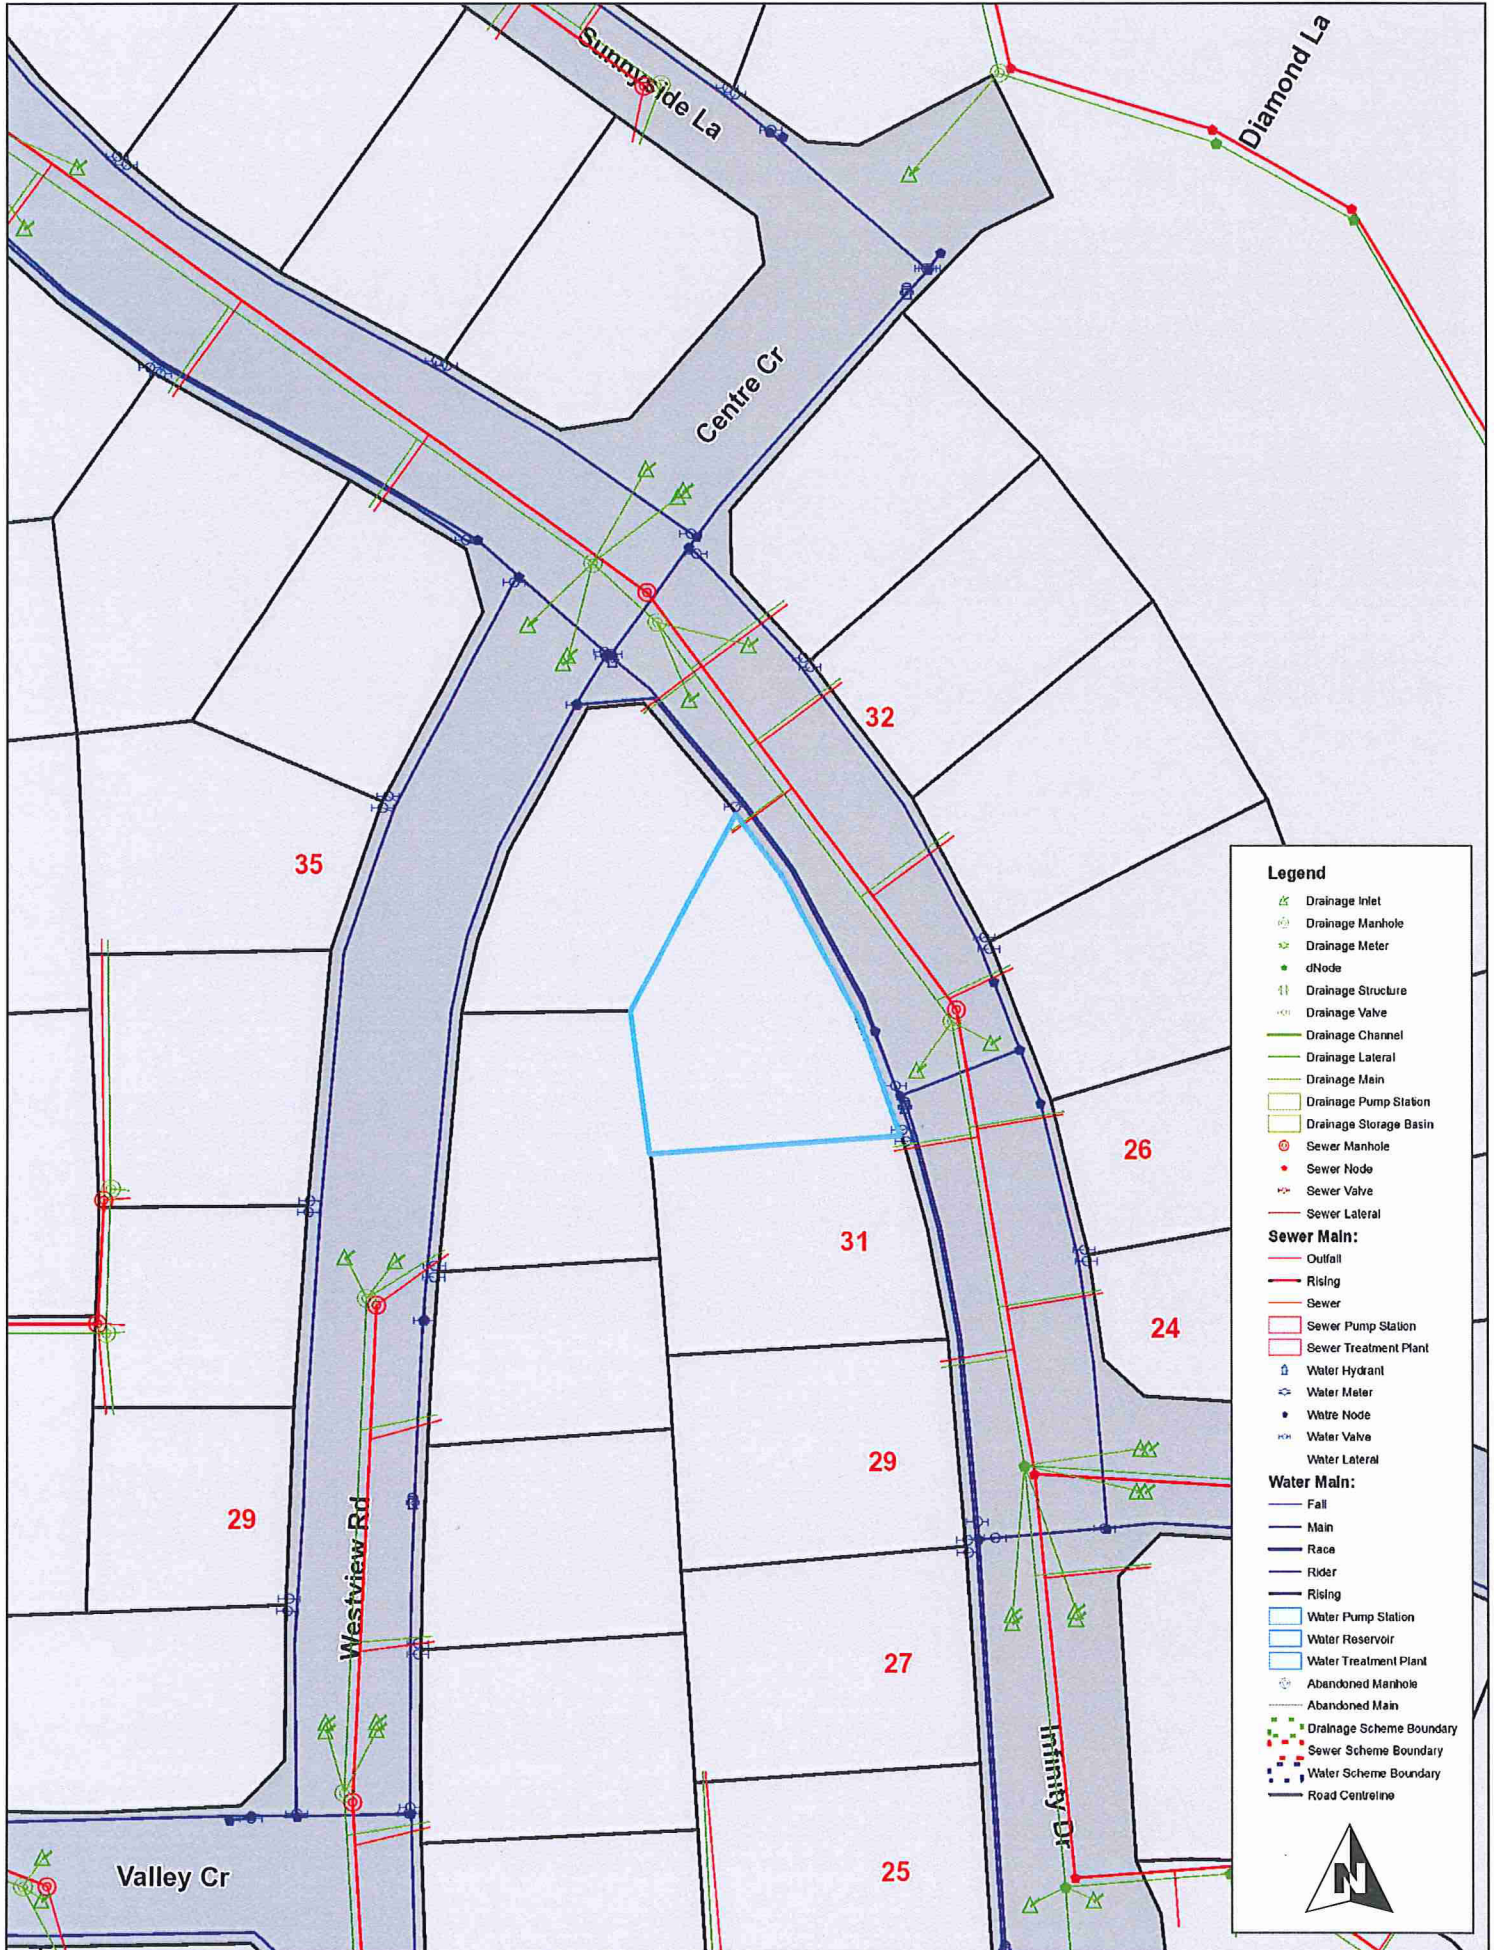 Sunnyside La
Diamond La
Centre Cr
32
35
26
31
24
29
29
Westview Rd
27
Infinity Dr
25
Valley Cr
Legend
Drainage Inlet
Drainage Manhole
Drainage Meter
dNode
Drainage Structure
Drainage Valve
Drainage Channel
Drainage Lateral
Drainage Main
Drainage Pump Station
Drainage Storage Basin
Sewer Manhole
Sewer Node
Sewer Valve
Sewer Lateral
Sewer Main:
Outfall
Rising
Sewer
Sewer Pump Station
Sewer Treatment Plant
Water Hydrant
Water Meter
Watre Node
Water Valve
Water Lateral
Water Main:
Fall
Main
Race
Rider
Rising
Water Pump Station
Water Reservoir
Water Treatment Plant
Abandoned Manhole
Abandoned Main
Drainage Scheme Boundary
Sewer Scheme Boundary
Water Scheme Boundary
Road Centreline
N